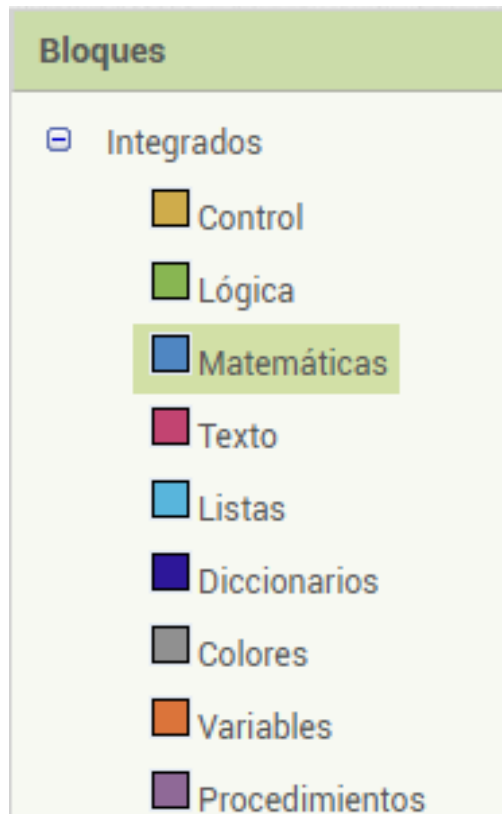 Bloques
Integrados
Control
Lógica
Matemáticas
Texto
Listas
Diccionarios
Colores
Variables
Procedimientos